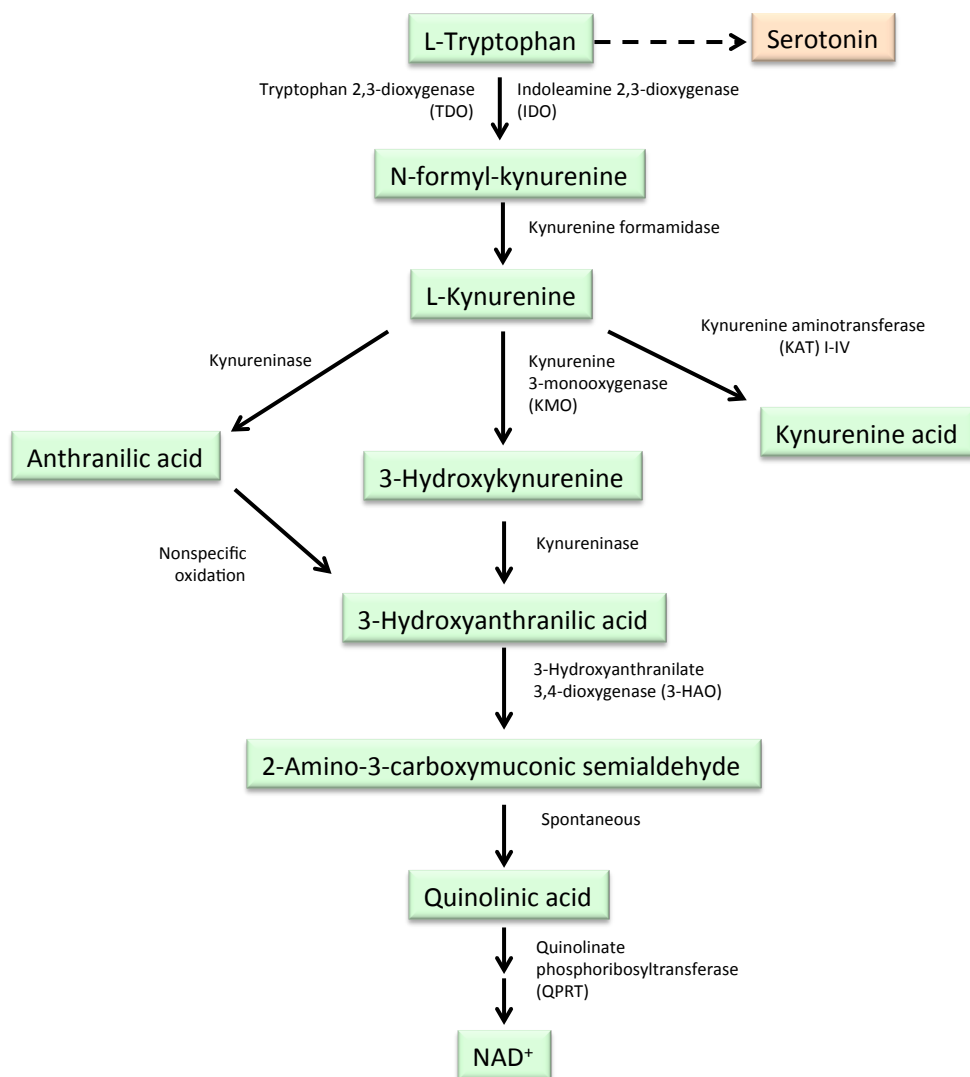 L-Tryptophan
Serotonin
Tryptophan 2,3-dioxygenase
(TDO)
Indoleamine 2,3-dioxygenase
(IDO)
N-formyl-kynurenine
Kynurenine formamidase
L-Kynurenine
Kynureninase
Kynurenine
3-monooxygenase
(KMO)
Kynurenine aminotransferase
(KAT) I-IV
Anthranilic acid
3-Hydroxykynurenine
Kynurenine acid
Nonspecific
oxidation
Kynureninase
3-Hydroxyanthranilic acid
3-Hydroxyanthranilate
3,4-dioxygenase (3-HAO)
2-Amino-3-carboxymuconic semialdehyde
Spontaneous
Quinolinic acid
Quinolinate
phosphoribosyltransferase
(QPRT)
NAD⁺